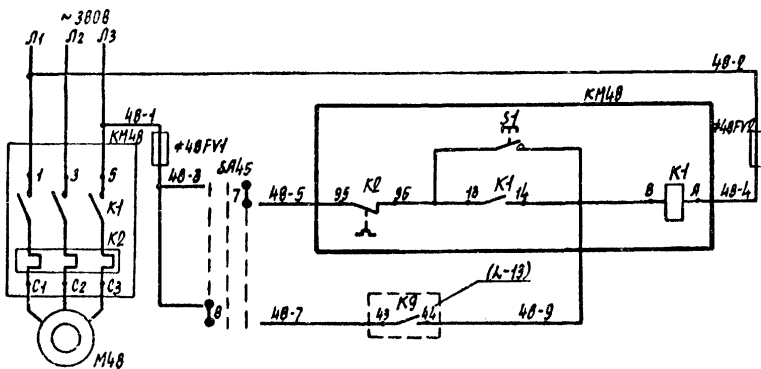 ~380В
Л1 Л2 Л3
48-2
48-1
КМ48
КМ48
S1
*48FV1
*48FV2
SA45
1 3 5
48-3
7
48-5
95
К2
96
13
К1
14
В
К1
А
48-4
К1
К2
(2-13)
С1 С2 С3
8
48-7
43
К9
44
48-9
М48